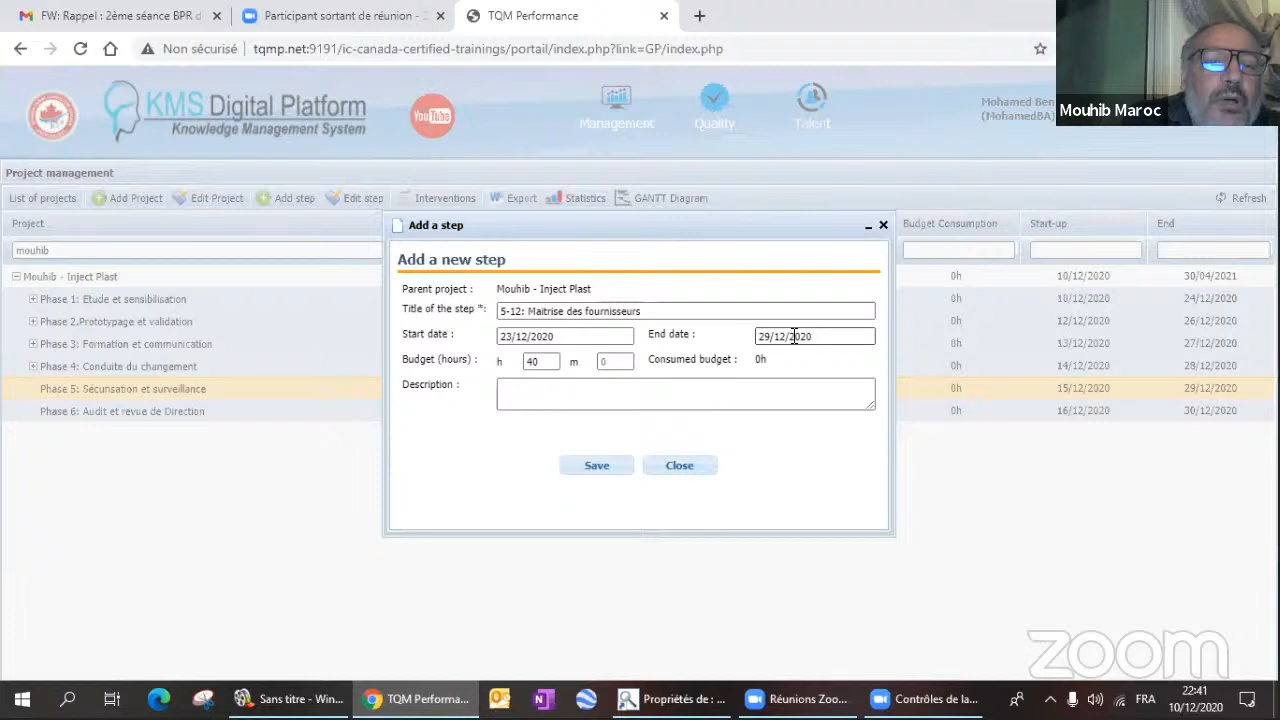 FW: Rappel : 2ème séance BPR d
Participant sortant de réunion - 2
TQM Performance
Non sécurisé
tqmp.net:9191/ic-canada-certified-trainings/portail/index.php?link=GP/index.php
KMS Digital Platform
Knowledge Management System
YouTube
Management
Quality
Talent
Mohamed Ben
(MohamedBA)
Mouhib Maroc
Project management
List of projects
Add Project
Edit Project
Add step
Edit step
Interventions
Export
Statistics
GANTT Diagram
Refresh
Project
Budget Consumption
Start-up
End
mouhib
Mouhib - Inject Plast
0h
10/12/2020
30/04/2021
Phase 1: Etude et sensibilisation
0h
10/12/2020
24/12/2020
Phase 2.Prototypage et validation
0h
12/12/2020
26/12/2020
Phase 3: Formation et communication
0h
13/12/2020
27/12/2020
Phase 4: Conduite du changement
0h
14/12/2020
28/12/2020
Phase 5: Sécurisation et surveillance
0h
15/12/2020
29/12/2020
Phase 6: Audit et revue de Direction
0h
16/12/2020
30/12/2020
Add a step
Add a new step
Parent project :
Mouhib - Inject Plast
Title of the step *:
5-12: Maitrise des fournisseurs
Start date :
23/12/2020
End date :
29/12/2020
Budget (hours) :
h
40
m
0
Consumed budget :
0h
Description :
Save
Close
zoom
Sans titre - Win...
TQM Performa...
Propriétés de : ...
Réunions Zoo...
Contrôles de la...
FRA
22:41
10/12/2020